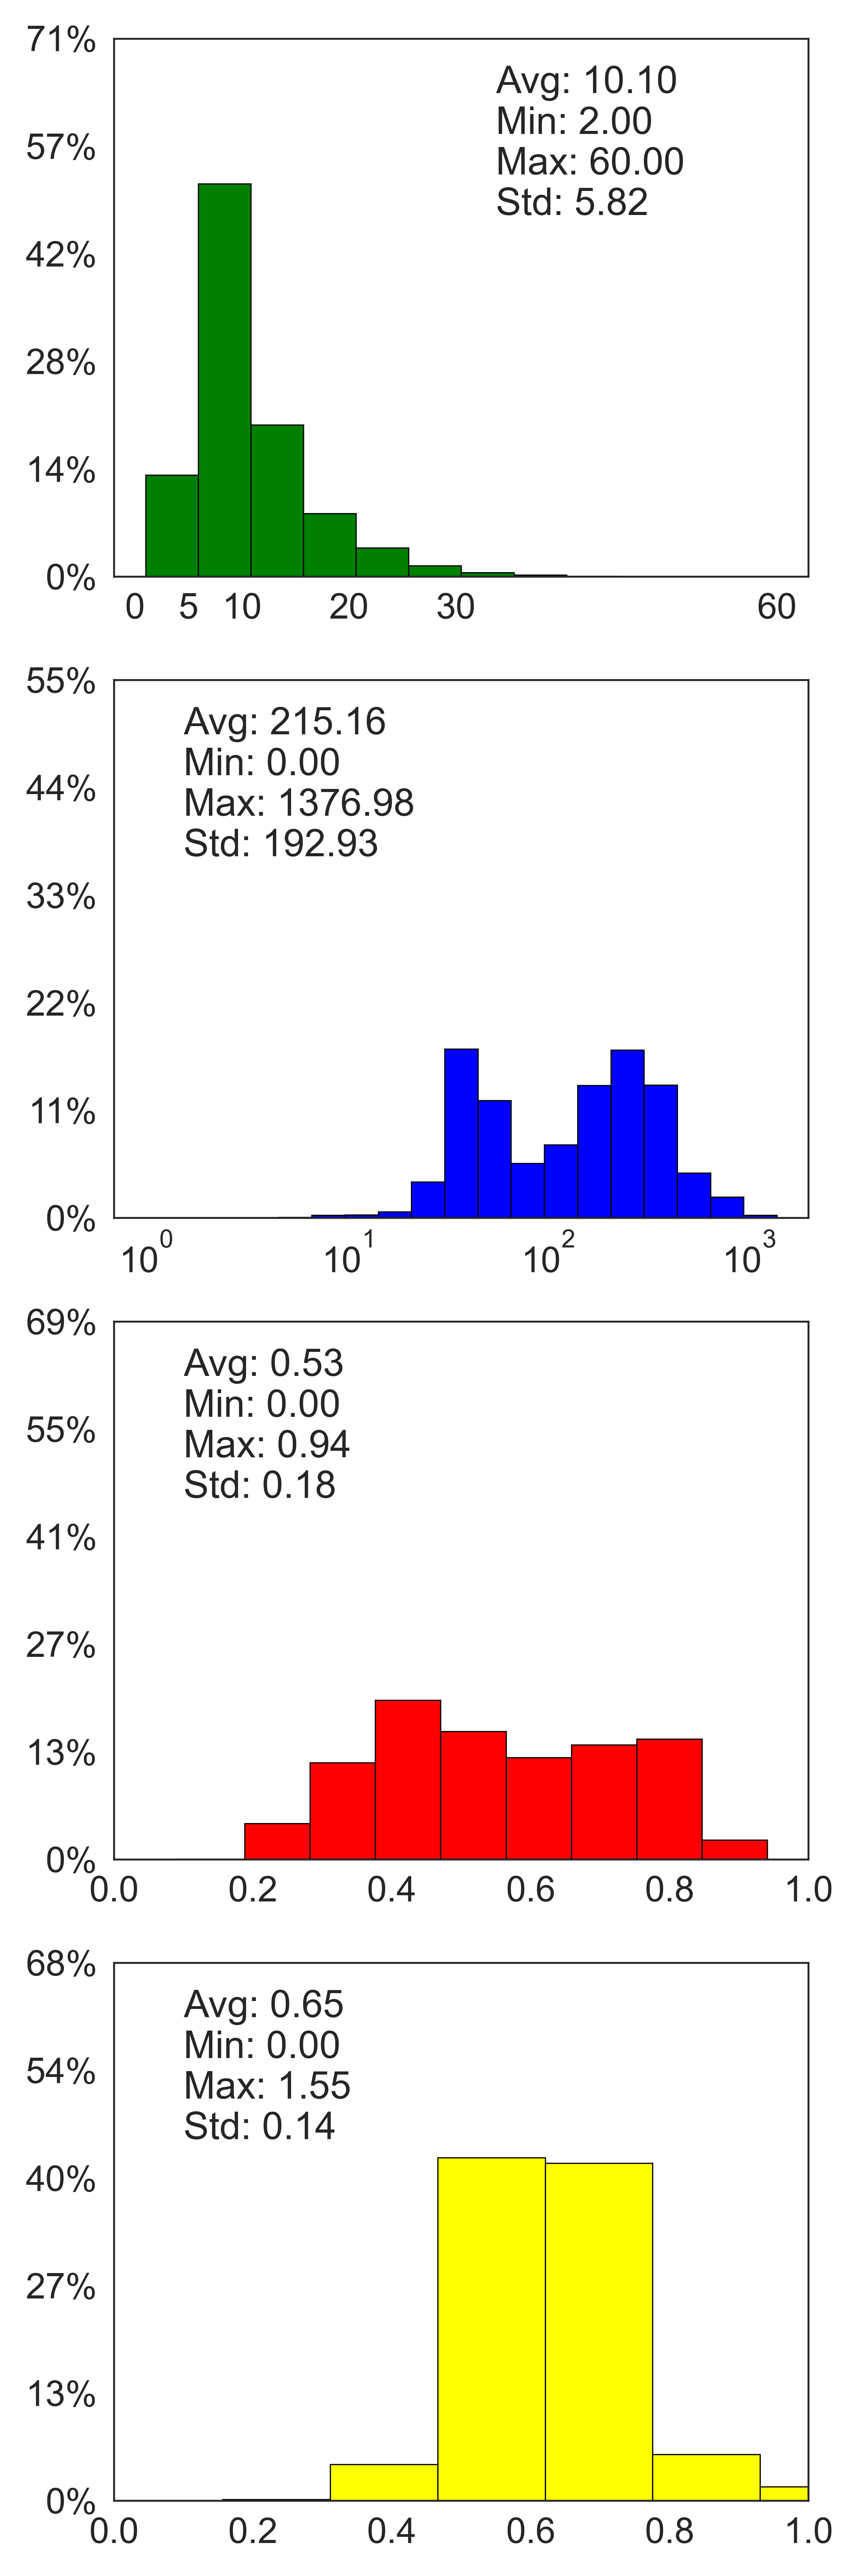 71%
Avg: 10.10
Min: 2.00
57%
Max: 60.00
Std: 5.82
42%
28%
14%
0%
0 5 10 20 30 60
55%
Avg: 215.16
Min: 0.00
44%
Max: 1376.98
Std: 192.93
33%
22%
11%
0%
10^0 10^1 10^2 10^3
69%
Avg: 0.53
Min: 0.00
55%
Max: 0.94
Std: 0.18
41%
27%
13%
0%
0.0 0.2 0.4 0.6 0.8 1.0
68%
Avg: 0.65
Min: 0.00
54%
Max: 1.55
Std: 0.14
40%
27%
13%
0%
0.0 0.2 0.4 0.6 0.8 1.0